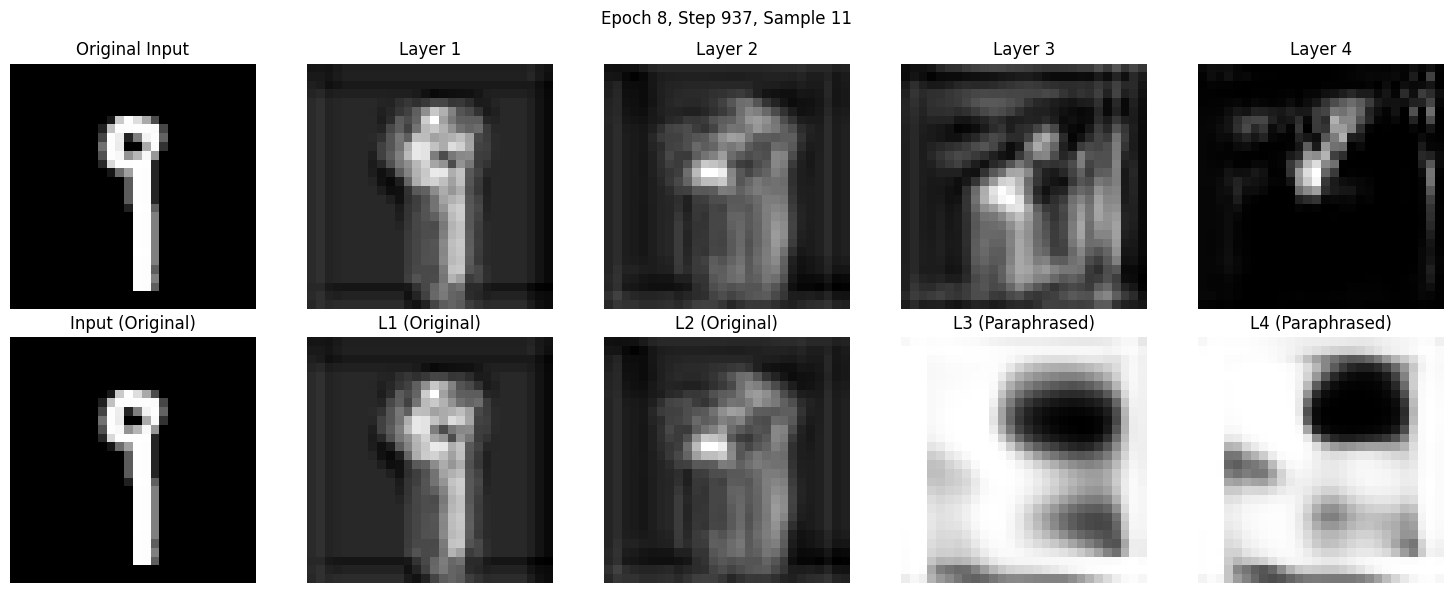 Epoch 8, Step 937, Sample 11
Original Input Layer 1 Layer 2 Layer 3 Layer 4
Input (Original) L1 (Original) L2 (Original) L3 (Paraphrased) L4 (Paraphrased)